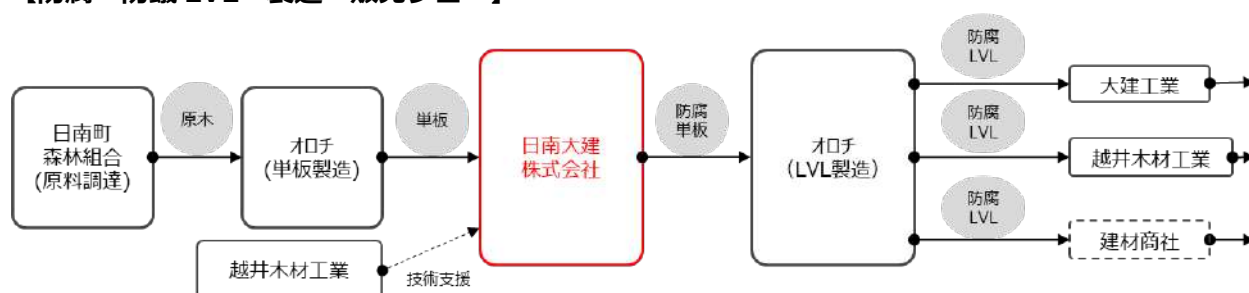 日南町
森林組合
(原料調達)
原木
オロチ
(単板製造)
単板
日南大建
株式会社
越井木材工業
技術支援
防腐
単板
オロチ
(LVL製造)
防腐
LVL
大建工業
防腐
LVL
越井木材工業
防腐
LVL
建材商社